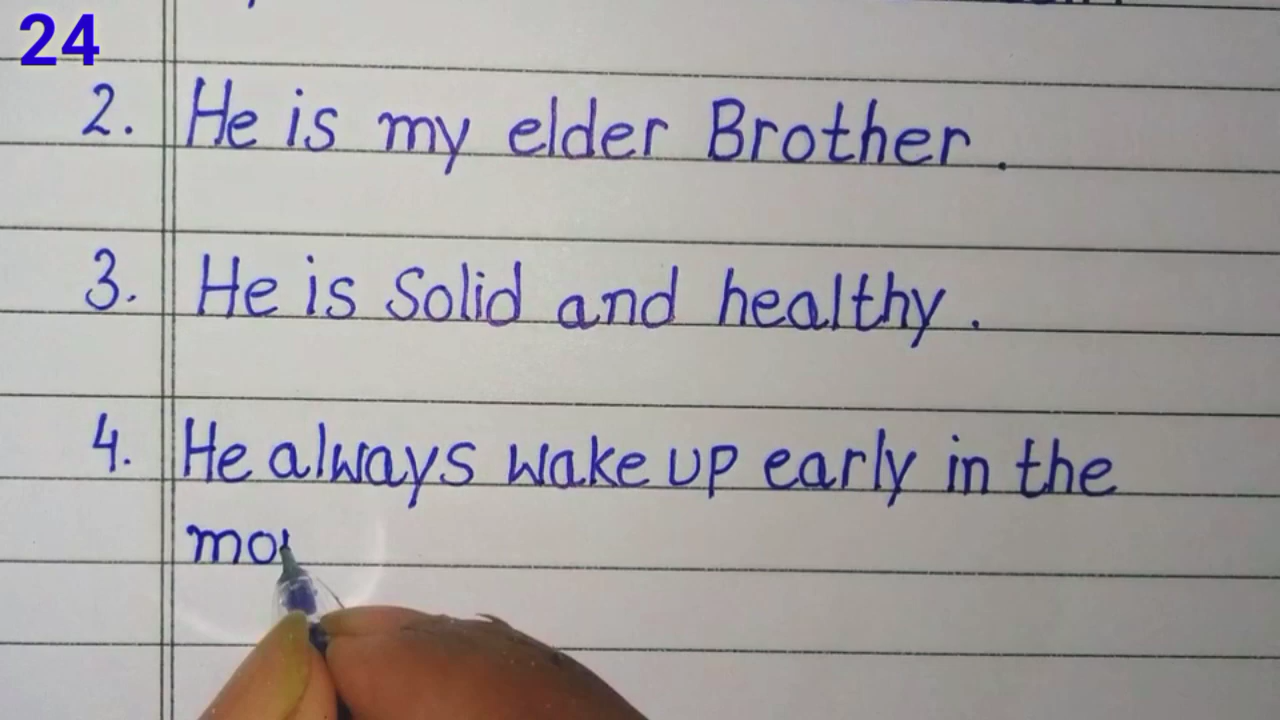 24
2. He is my elder Brother.
3. He is Solid and healthy.
4. He always wake up early in the
mo